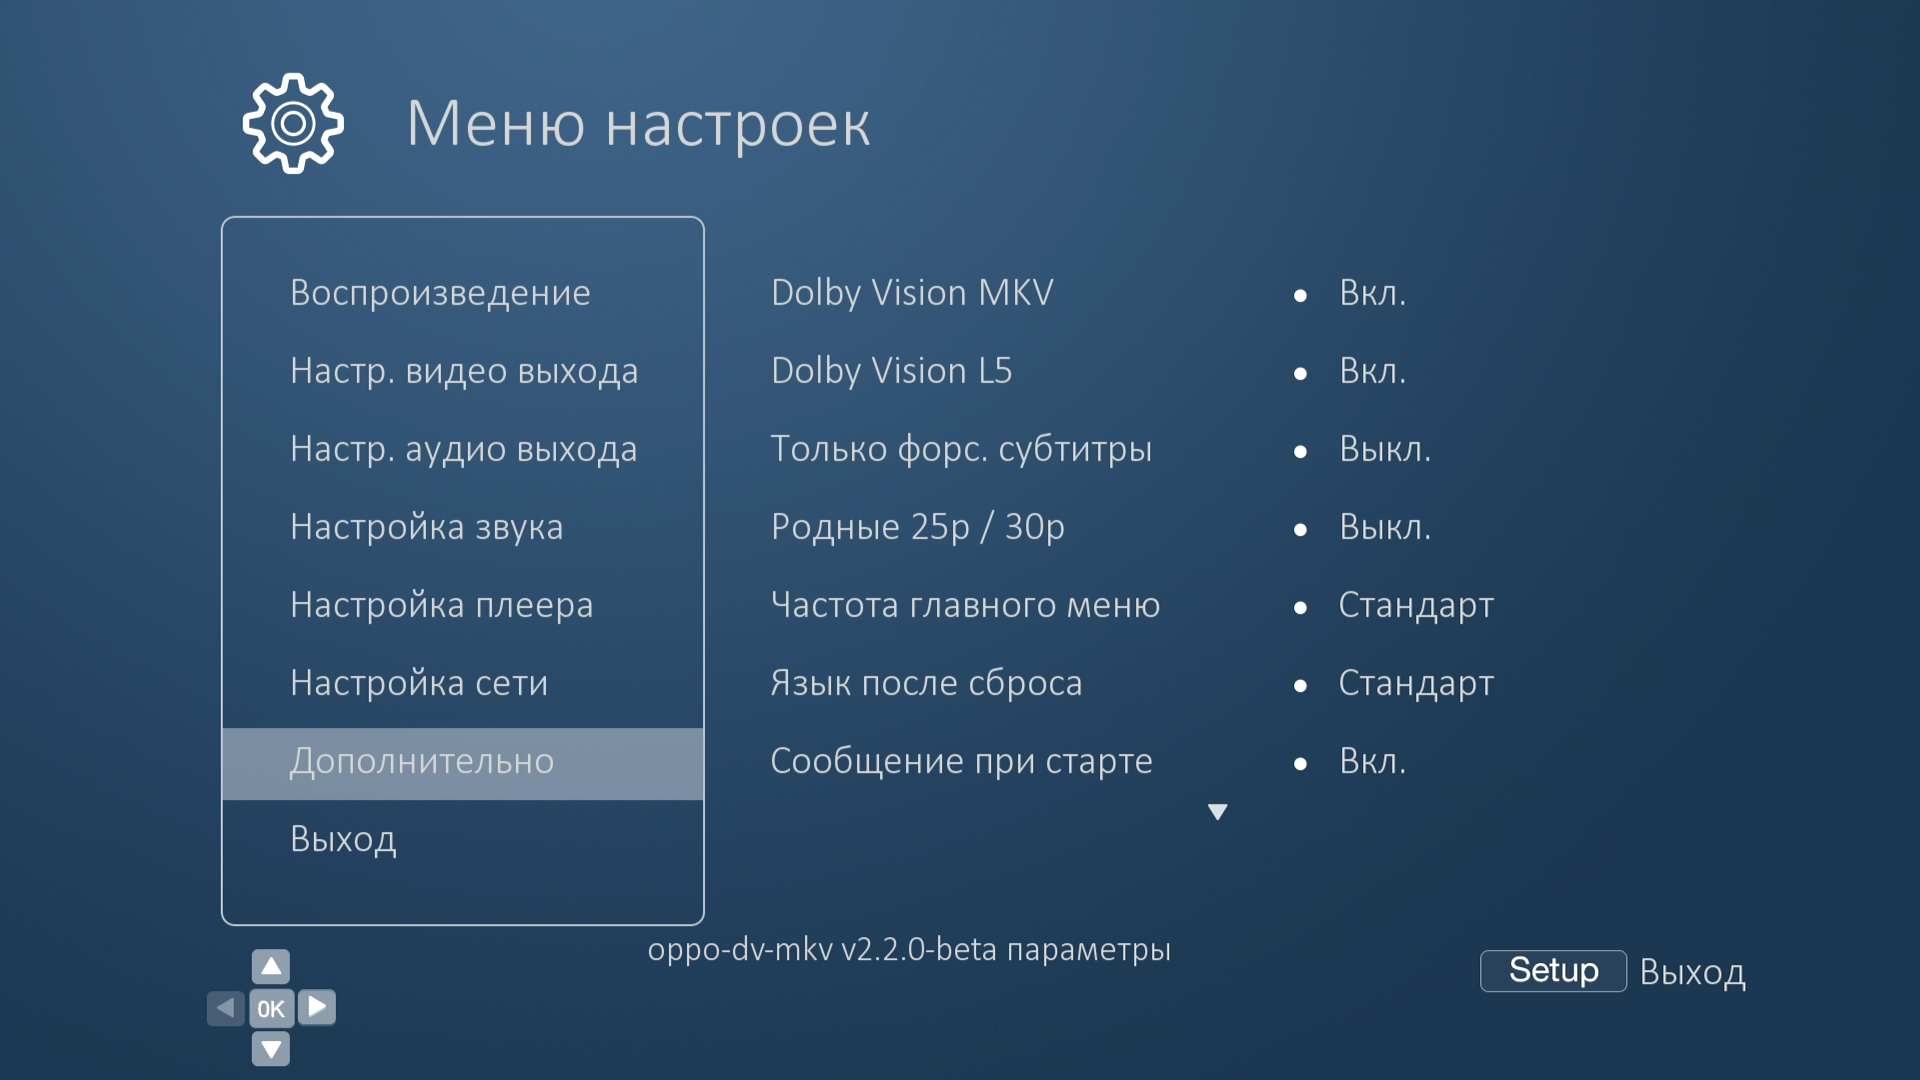 Меню настроек
Воспроизведение
Настр. видео выхода
Настр. аудио выхода
Настройка звука
Настройка плеера
Настройка сети
Дополнительно
Выход
Dolby Vision MKV • Вкл.
Dolby Vision L5 • Вкл.
Только форс. субтитры • Выкл.
Родные 25p / 30p • Выкл.
Частота главного меню • Стандарт
Язык после сброса • Стандарт
Сообщение при старте • Вкл.
oppo-dv-mkv v2.2.0-beta параметры
OK
Setup Выход